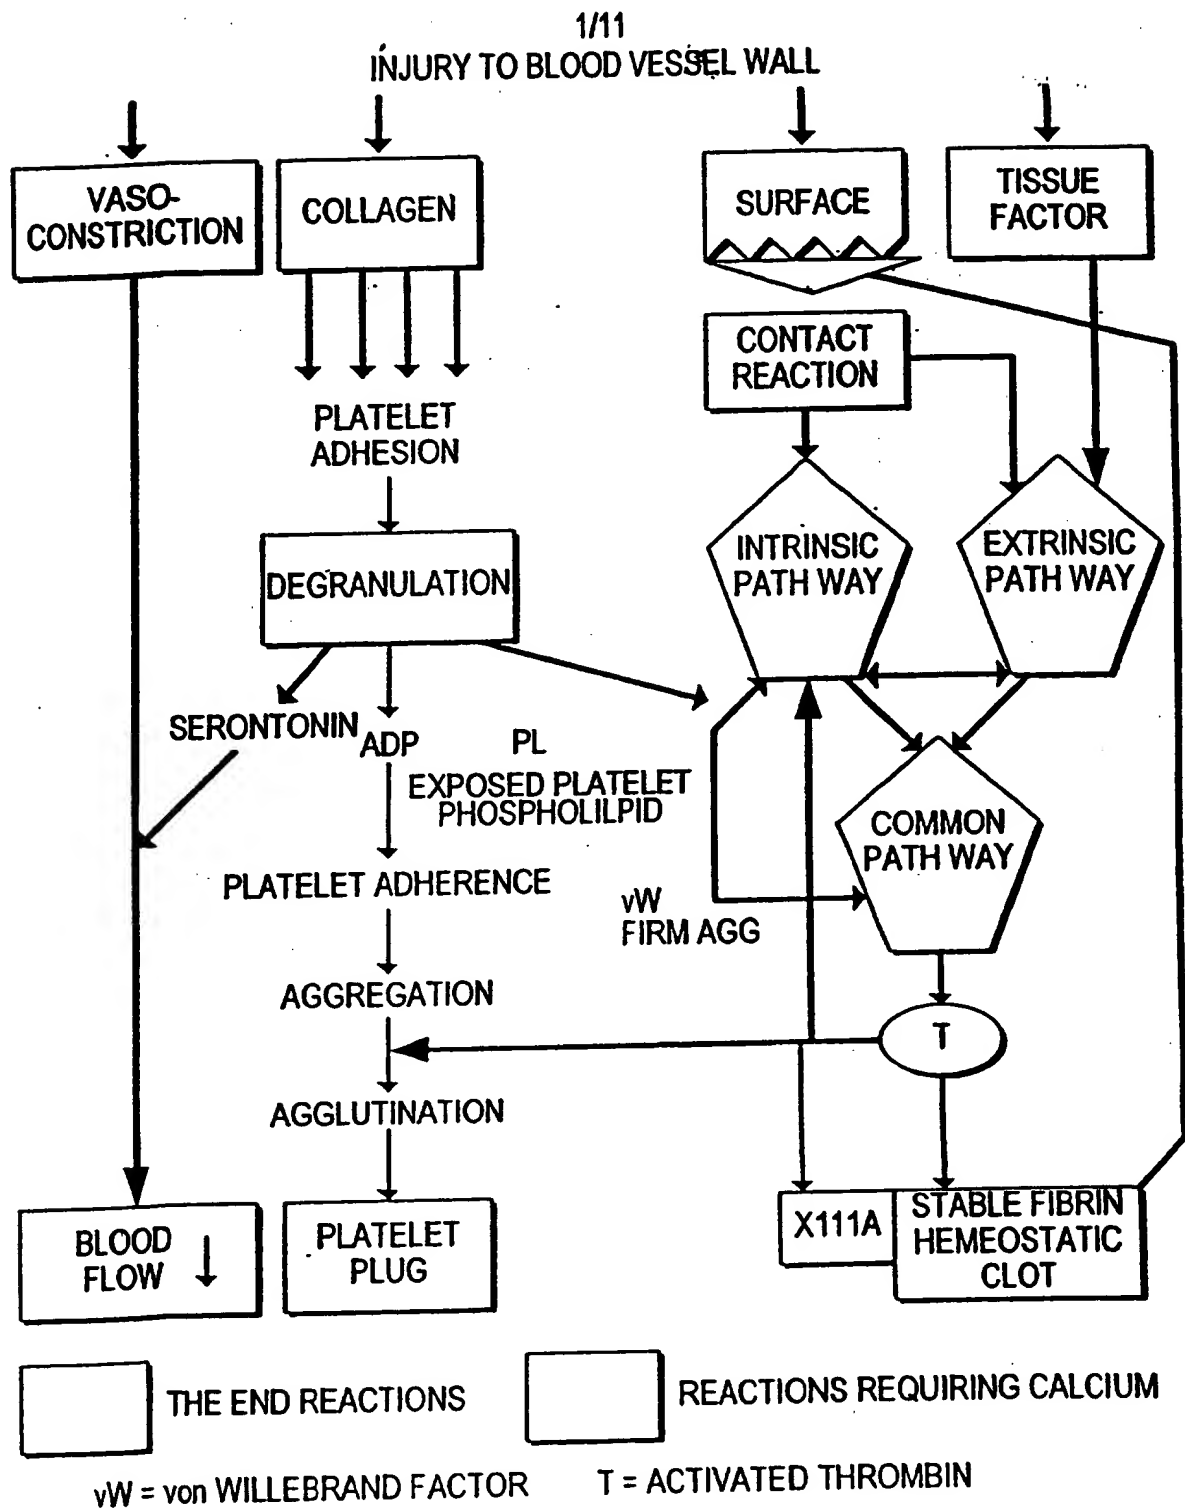 1/11
INJURY TO BLOOD VESSEL WALL
VASO-
CONSTRICTION
COLLAGEN
SURFACE
TISSUE
FACTOR
CONTACT
REACTION
PLATELET
ADHESION
INTRINSIC
PATH WAY
EXTRINSIC
PATH WAY
DEGRANULATION
SERONTONIN
ADP
PL
EXPOSED PLATELET
PHOSPHOLILPID
COMMON
PATH WAY
PLATELET ADHERENCE
vW
FIRM AGG
AGGREGATION
T
AGGLUTINATION
BLOOD
FLOW
PLATELET
PLUG
X111A
STABLE FIBRIN
HEMEOSTATIC
CLOT
THE END REACTIONS
REACTIONS REQUIRING CALCIUM
vW = von WILLEBRAND FACTOR
T = ACTIVATED THROMBIN